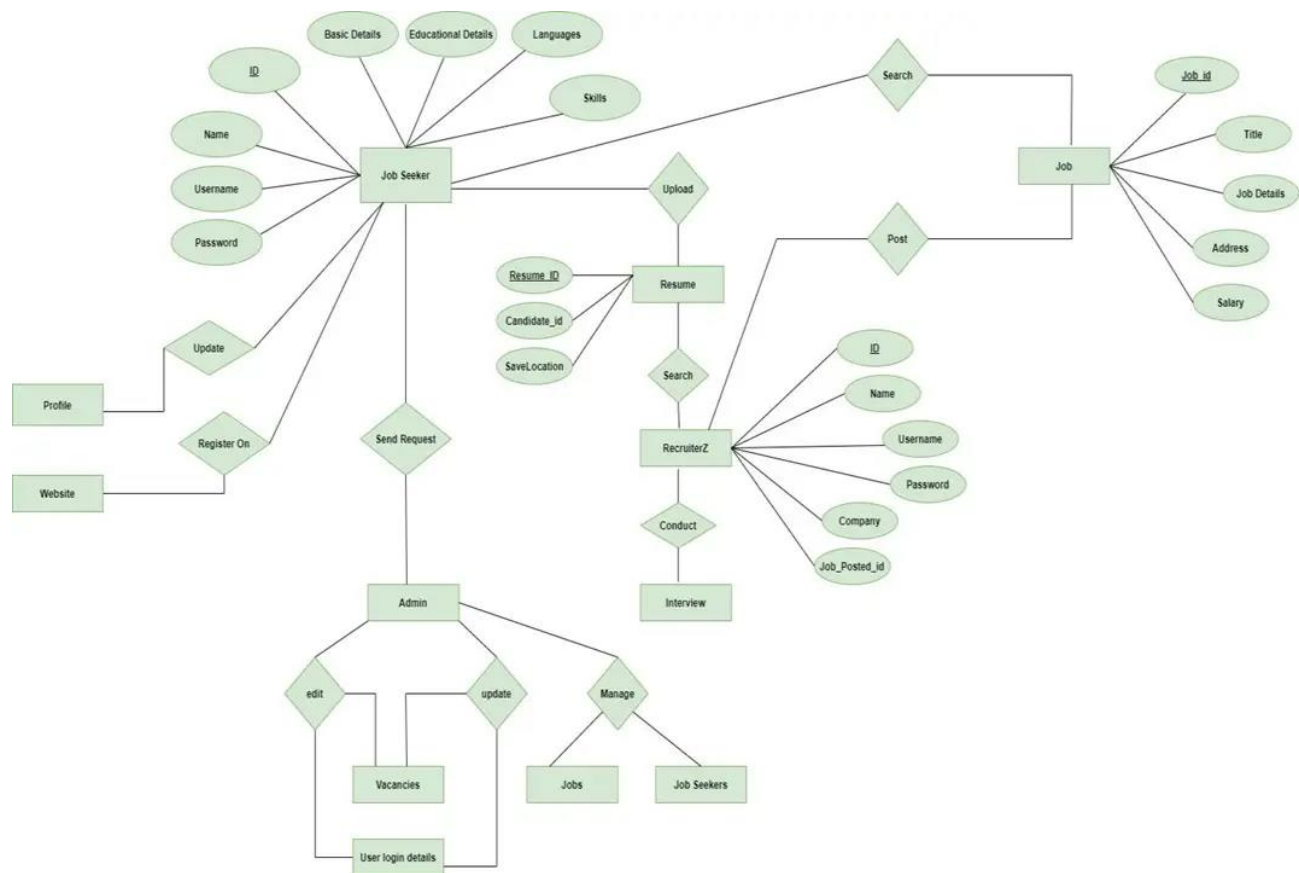 Basic Details
Educational Details
Languages
ID
Skills
Name
Username
Password
Job Seeker
Search
Job_id
Title
Job
Job Details
Address
Salary
Upload
Post
Resume_ID
Resume
Candidate_id
SaveLocation
Search
Update
Profile
Register On
Website
Send Request
ID
Name
RecruiterZ
Username
Password
Company
Job_Posted_id
Conduct
Interview
Admin
edit
update
Manage
Vacancies
Jobs
Job Seekers
User login details